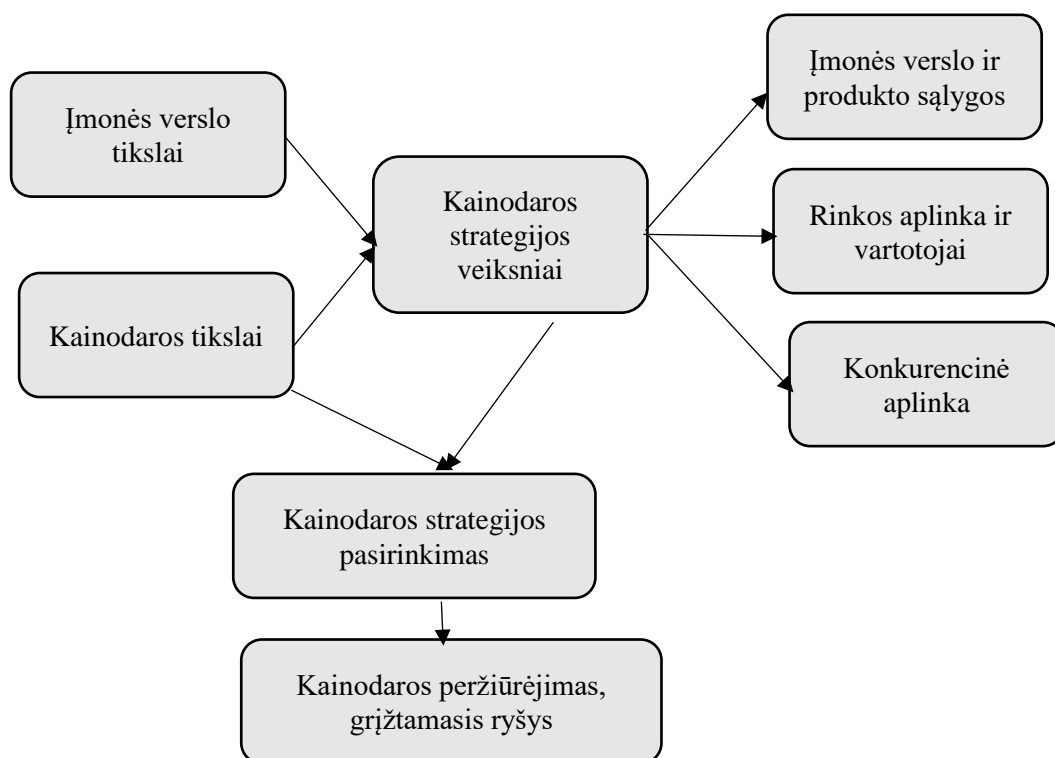 Įmonės verslo
tikslai
Kainodaros tikslai
Kainodaros
strategijos
veiksniai
Įmonės verslo ir
produkto sąlygos
Rinkos aplinka ir
vartotojai
Konkurencinė
aplinka
Kainodaros strategijos
pasirinkimas
Kainodaros peržiūrėjimas,
grįžtamasis ryšys